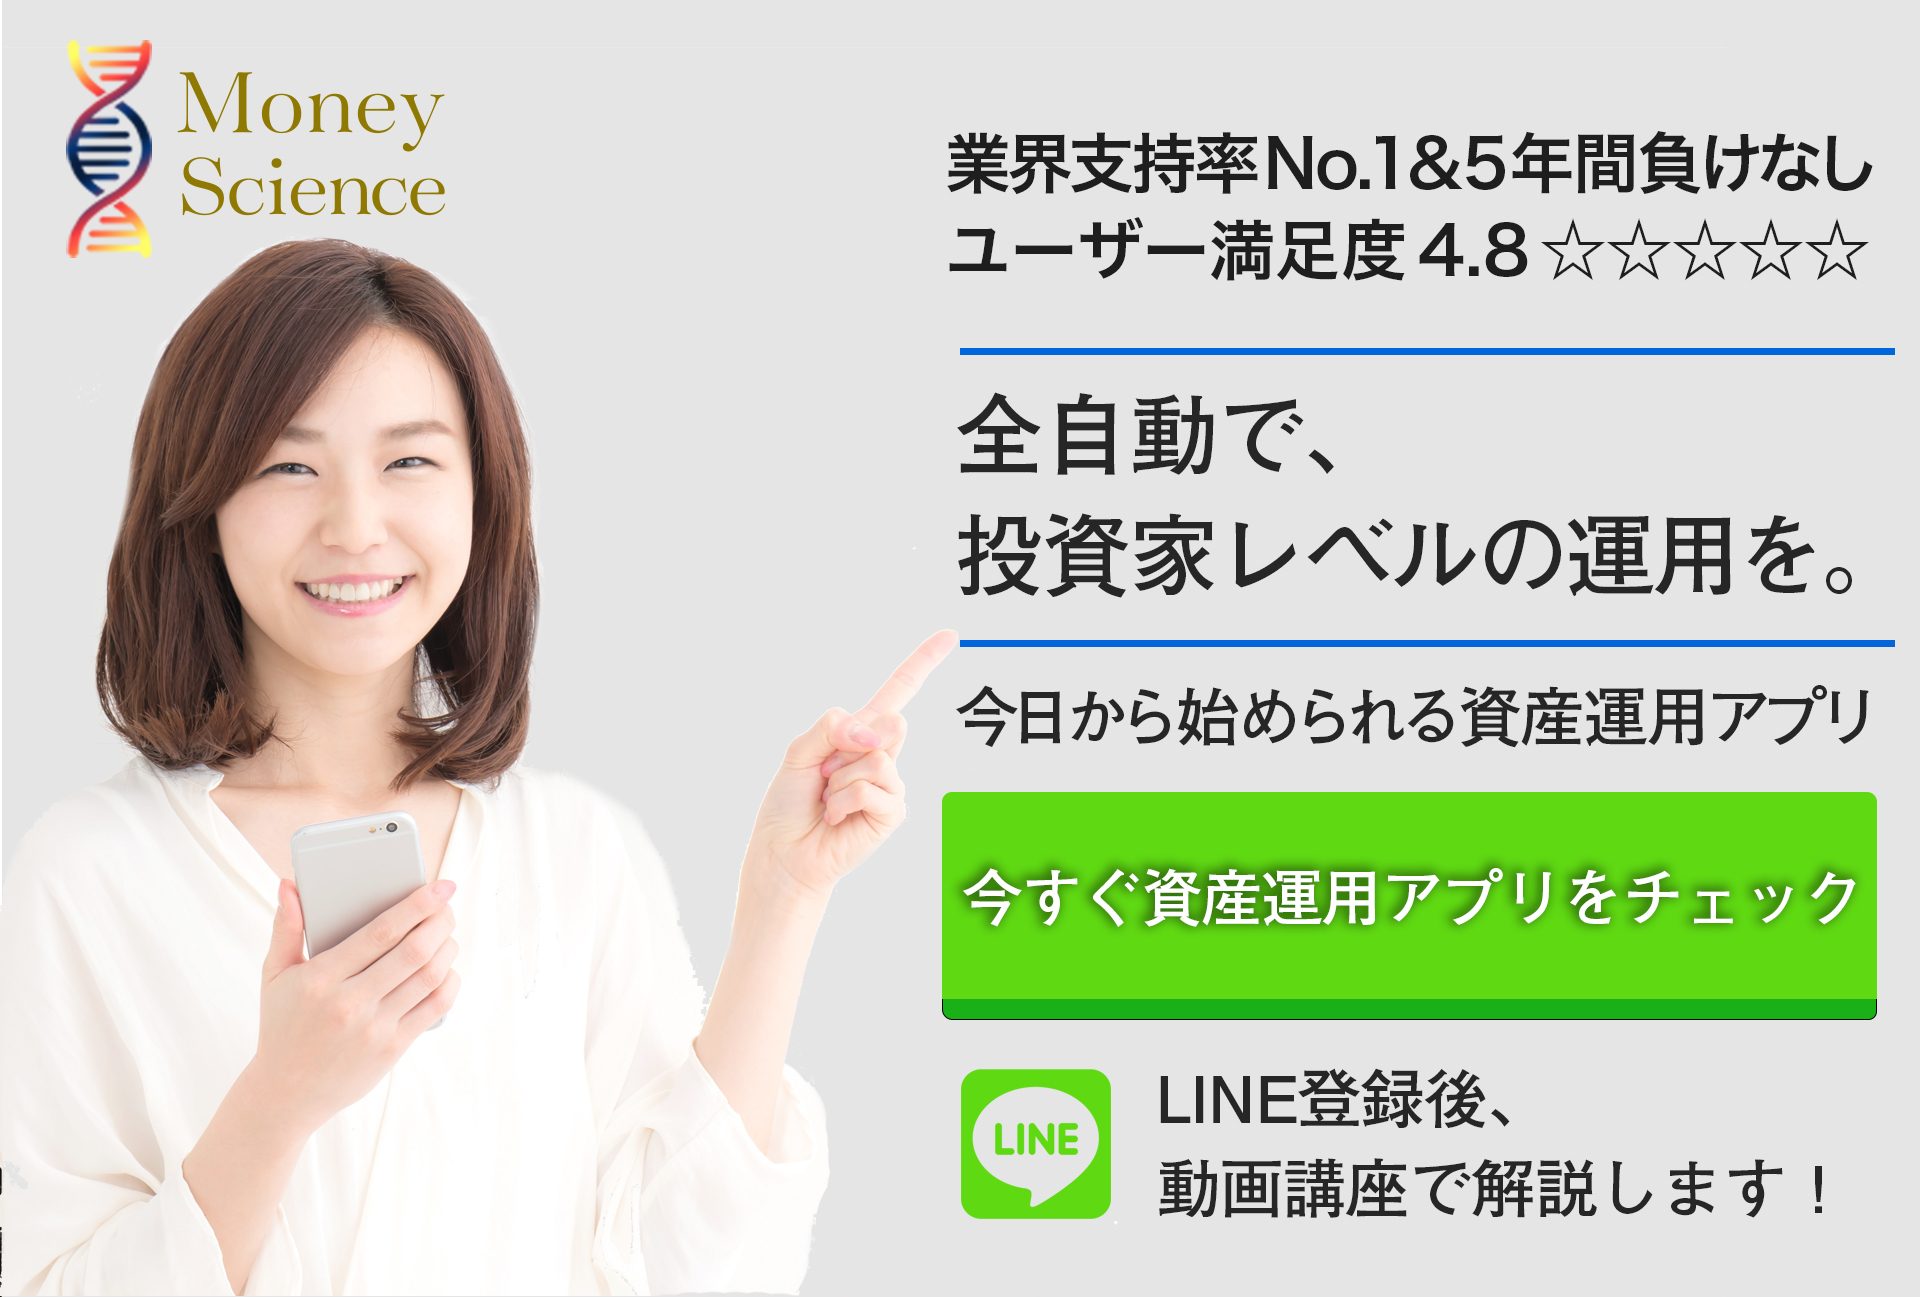 Money
Science
業界支持率No.1&5年間負けなし
ユーザー満足度4.8☆☆☆☆☆
全自動で、
投資家レベルの運用を。
今日から始められる資産運用アプリ
今すぐ資産運用アプリをチェック
LINE
LINE登録後、
動画講座で解説します！